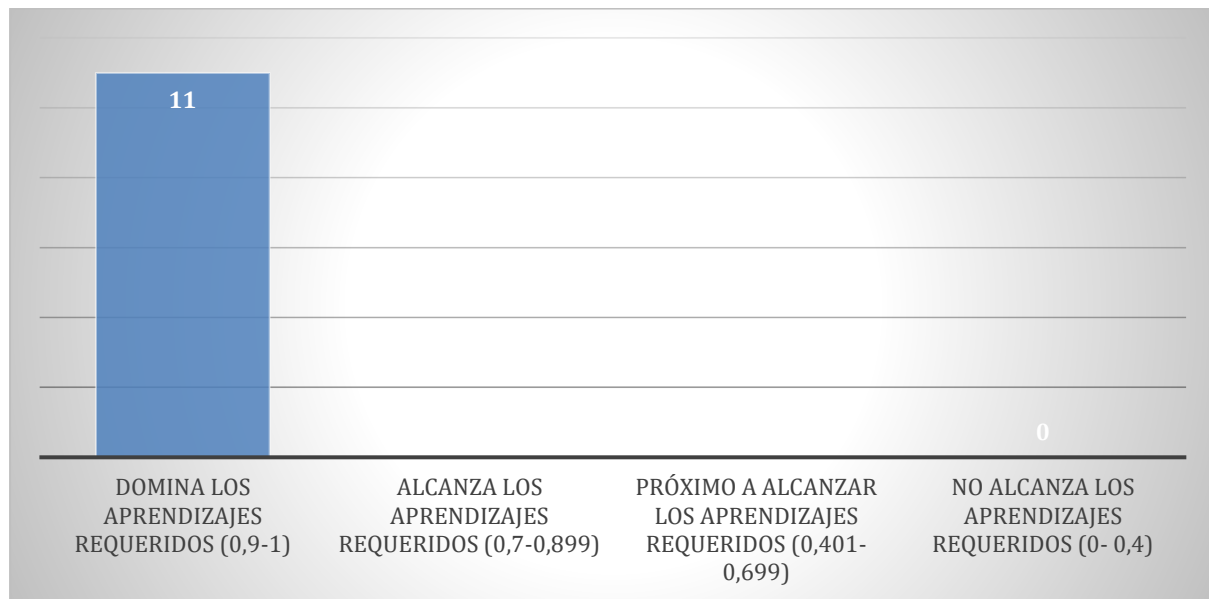 11
0
DOMINA LOS
APRENDIZAJES
REQUERIDOS (0,9-1)
ALCANZA LOS
APRENDIZAJES
REQUERIDOS (0,7-0,899)
PRÓXIMO A ALCANZAR
LOS APRENDIZAJES
REQUERIDOS (0,401-
0,699)
NO ALCANZA LOS
APRENDIZAJES
REQUERIDOS (0- 0,4)